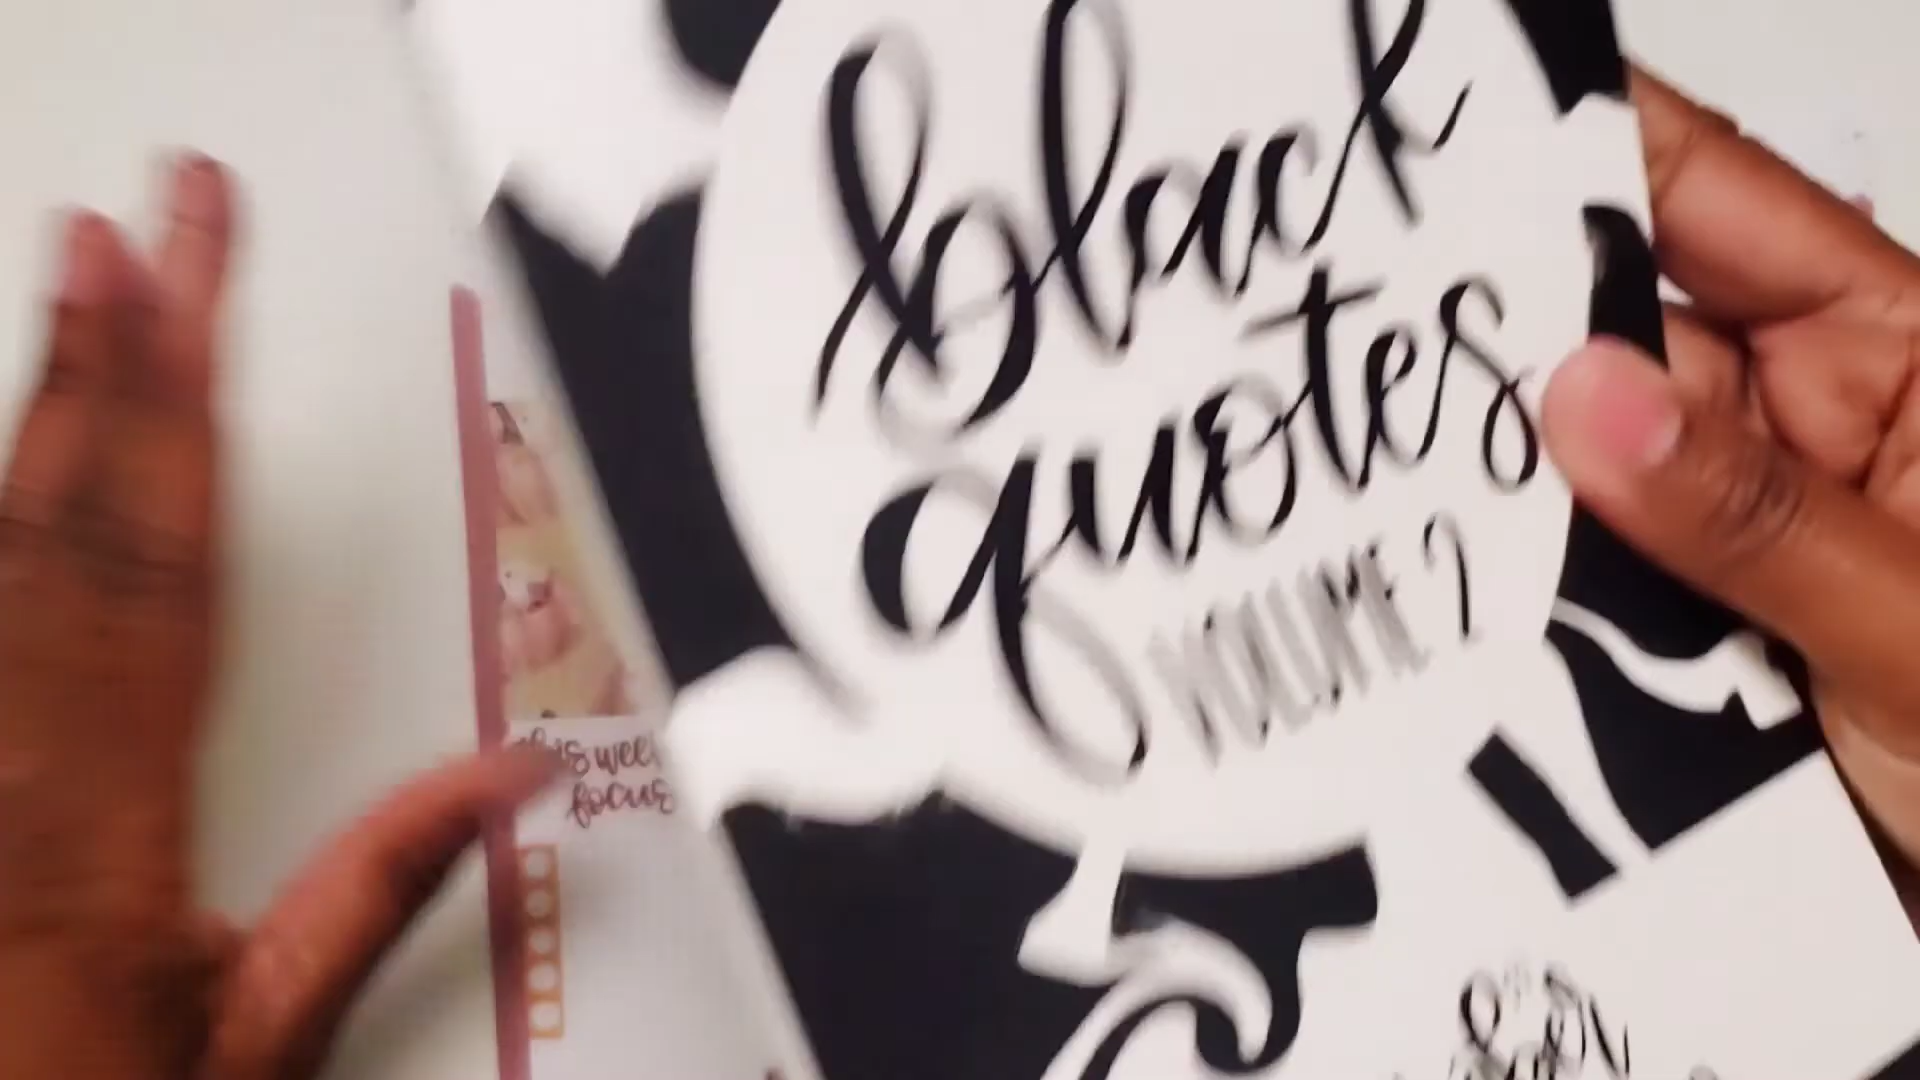 black
quotes
VOLUME 2
this week
focus